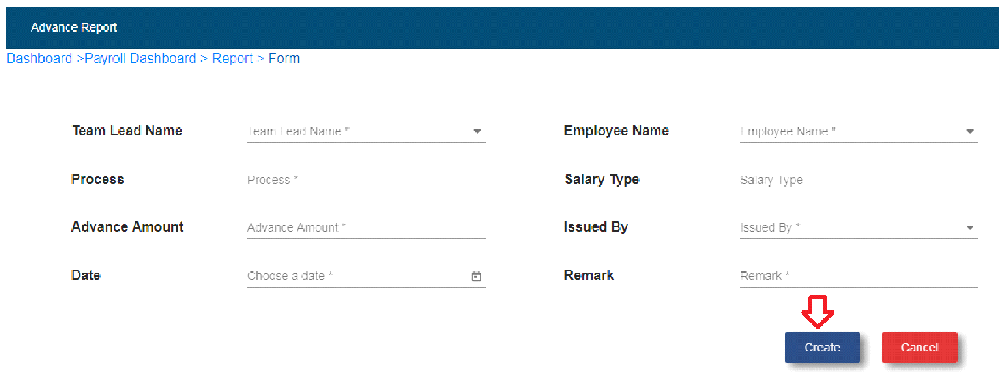 Advance Report
Dashboard >Payroll Dashboard > Report > Form
Team Lead Name Team Lead Name * Employee Name Employee Name *
Process Process * Salary Type Salary Type
Advance Amount Advance Amount * Issued By Issued By *
Date Choose a date * Remark Remark *
Create Cancel